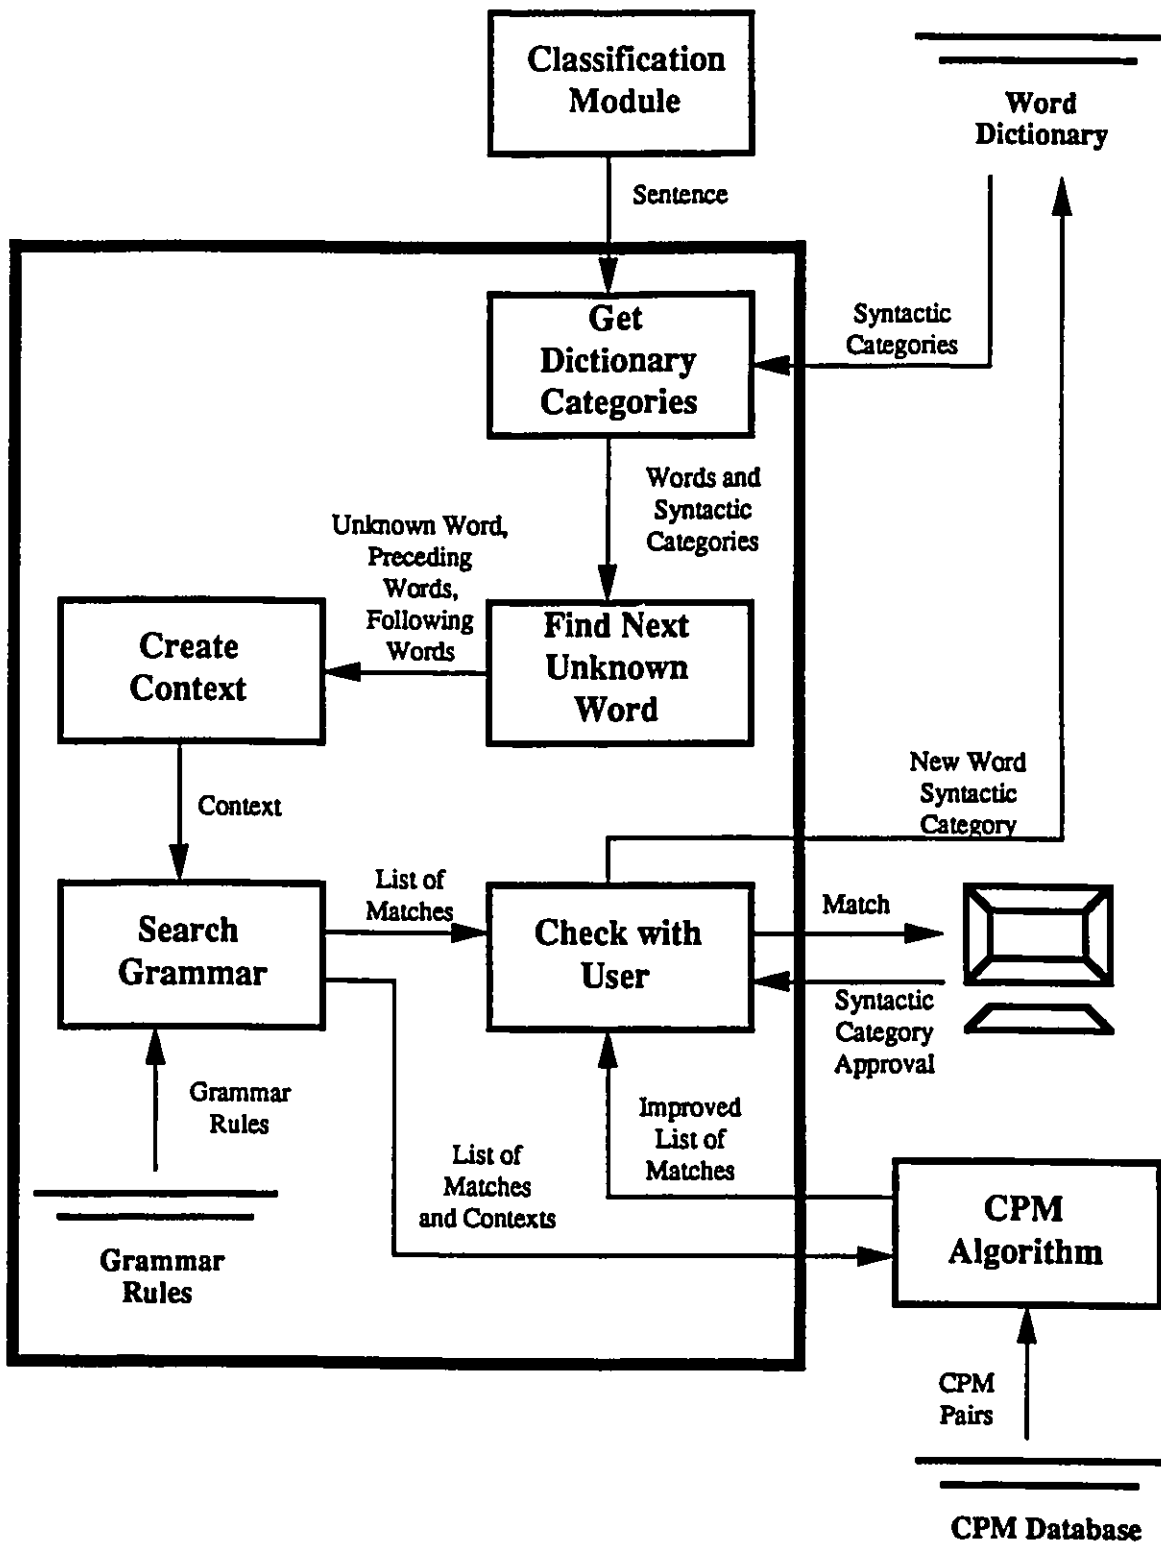 Classification
Module
Word
Dictionary
Sentence
Get
Dictionary
Categories
Syntactic
Categories
Words and
Syntactic
Categories
Unknown Word,
Preceding
Words,
Following
Words
Create
Context
Find Next
Unknown
Word
Context
New Word
Syntactic
Category
Search
Grammar
List of
Matches
Check with
User
Match
Syntactic
Category
Approval
Grammar
Rules
Improved
List of
Matches
List of
Matches
and Contexts
CPM
Algorithm
Grammar
Rules
CPM
Pairs
CPM Database